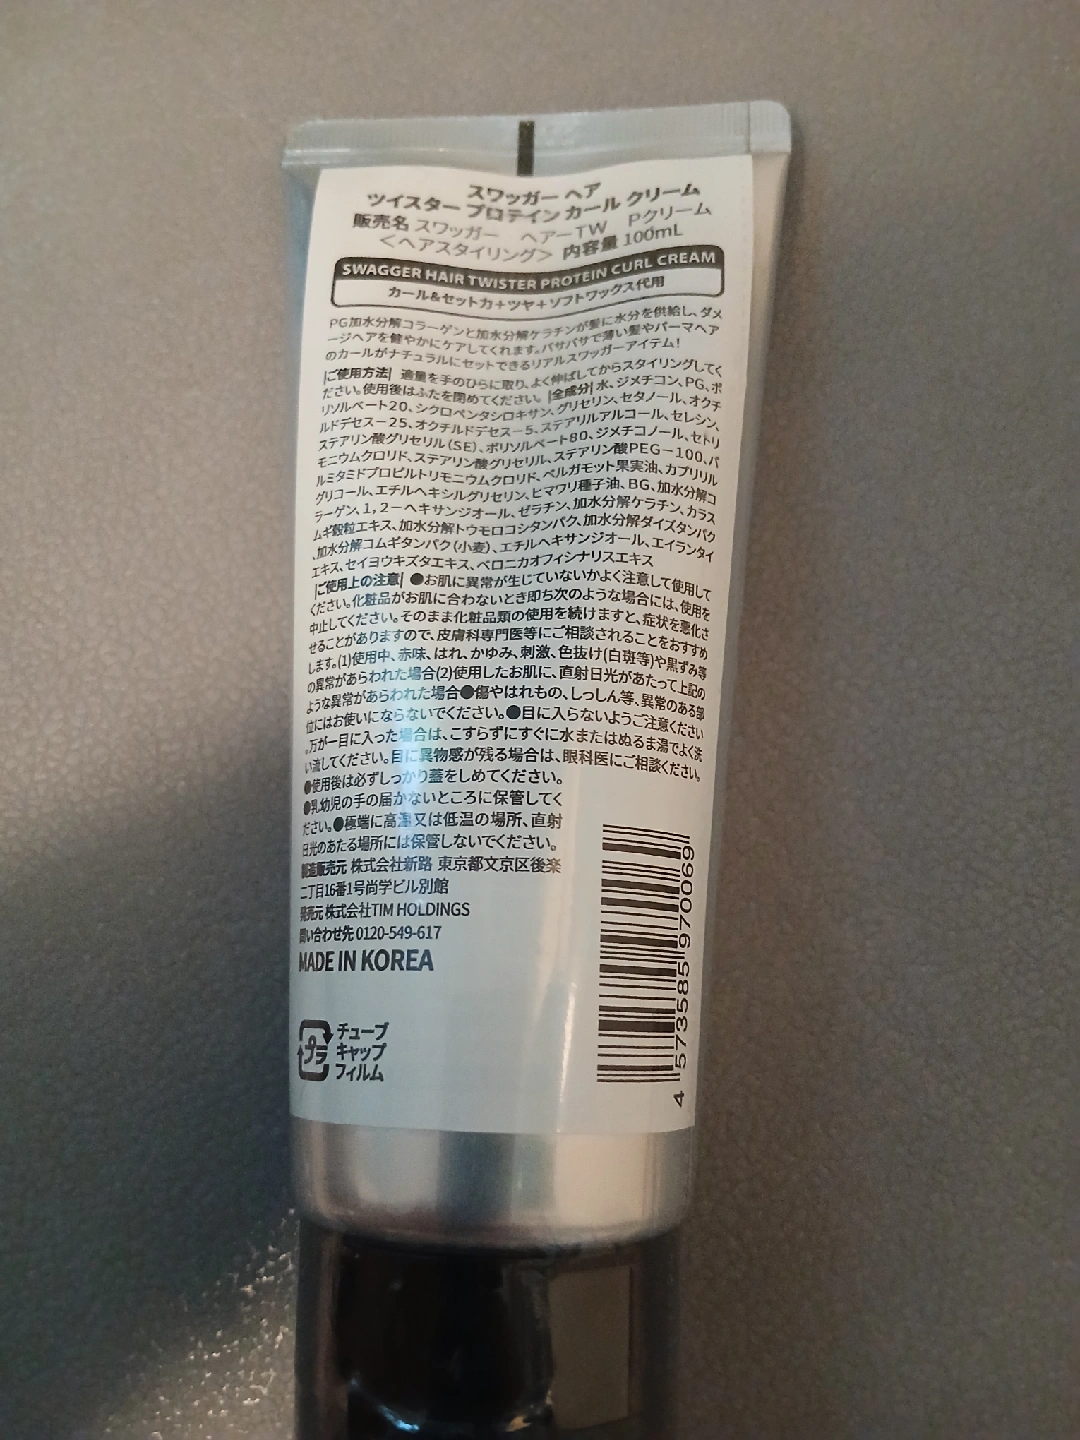 スワッガー ヘア
ツイスター プロテイン カール クリーム
販売名 スワッガー ヘアーTW Pクリーム
＜ヘアスタイリング＞ 内容量 100mL
SWAGGER HAIR TWISTER PROTEIN CURL CREAM
カール&セット力+ツヤ+ソフトワックス代用
PG加水分解コラーゲンと加水分解ケラチンが髪に水分を供給し、ダメ
ージヘアを健やかにケアしてくれます。パサパサで薄い髪やパーマヘア
のカールがナチュラルにセットできるリアルスワッガーアイテム!
|ご使用方法| 適量を手のひらに取り、よく伸ばしてからスタイリングしてく
ださい。使用後はふたを閉めてください。 |全成分| 水、ジメチコン、PG、ポ
リソルベート20、シクロペンタシロキサン、グリセリン、セタノール、オクチ
ルドデセスー25、オクチルドデセスー5、ステアリルアルコール、セレシン、
ステアリン酸グリセリル(SE)、ポリソルベート80、ジメチコノール、セトリ
モニウムクロリド、ステアリン酸グリセリル、ステアリン酸PEG－100、パ
ルミタミドプロピルトリモニウムクロリド、ベルガモット果実油、カプリリル
グリコール、エチルヘキシルグリセリン、ヒマワリ種子油、BG、加水分解コ
ラーゲン、1,2－ヘキサンジオール、ゼラチン、加水分解ケラチン、カラス
ムギ穀粒エキス、加水分解トウモロコシタンパク、加水分解ダイズタンパク
、加水分解コムギタンパク(小麦)、エチルヘキサンジオール、エイランタイ
エキス、セイヨウキズタエキス、ベロニカオフィシナリスエキス
|ご使用上の注意| ●お肌に異常が生じていないかよく注意して使用して
ください。化粧品がお肌に合わないとき即ち次のような場合には、使用を
中止してください。そのまま化粧品類の使用を続けますと、症状を悪化さ
せることがありますので、皮膚科専門医等にご相談されることをおすすめ
します。(1)使用中、赤味、はれ、かゆみ、刺激、色抜け(白斑等)や黒ずみ等
の異常があらわれた場合(2)使用したお肌に、直射日光があたって上記の
ような異常があらわれた場合●傷やはれもの、しっしん等、異常のある部
位にはお使いにならないでください。●目に入らないようご注意ください
。万が一目に入った場合は、こすらずにすぐに水またはぬるま湯でよく洗
い流してください。目に異物感が残る場合は、眼科医にご相談ください。
●使用後は必ずしっかり蓋をしめてください。
●乳幼児の手の届かないところに保管してく
ださい。●極端に高温又は低温の場所、直射
日光のあたる場所には保管しないでください。
製造販売元 株式会社新路 東京都文京区後楽
二丁目16番1号尚学ビル別館
発売元 株式会社TIM HOLDINGS
問い合わせ先 0120-549-617
MADE IN KOREA
プラ
チューブ
キャップ
フィルム
4 573585 970069